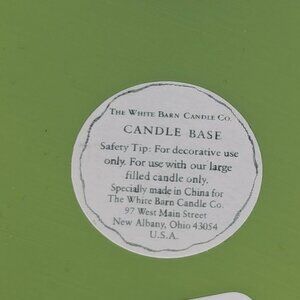 THE WHITE BARN CANDLE CO.
CANDLE BASE
Safety Tip: For decorative use
only. For use with our large
filled candle only.
Specially made in China for
The White Barn Candle Co.
97 West Main Street
New Albany, Ohio 43054
U.S.A.